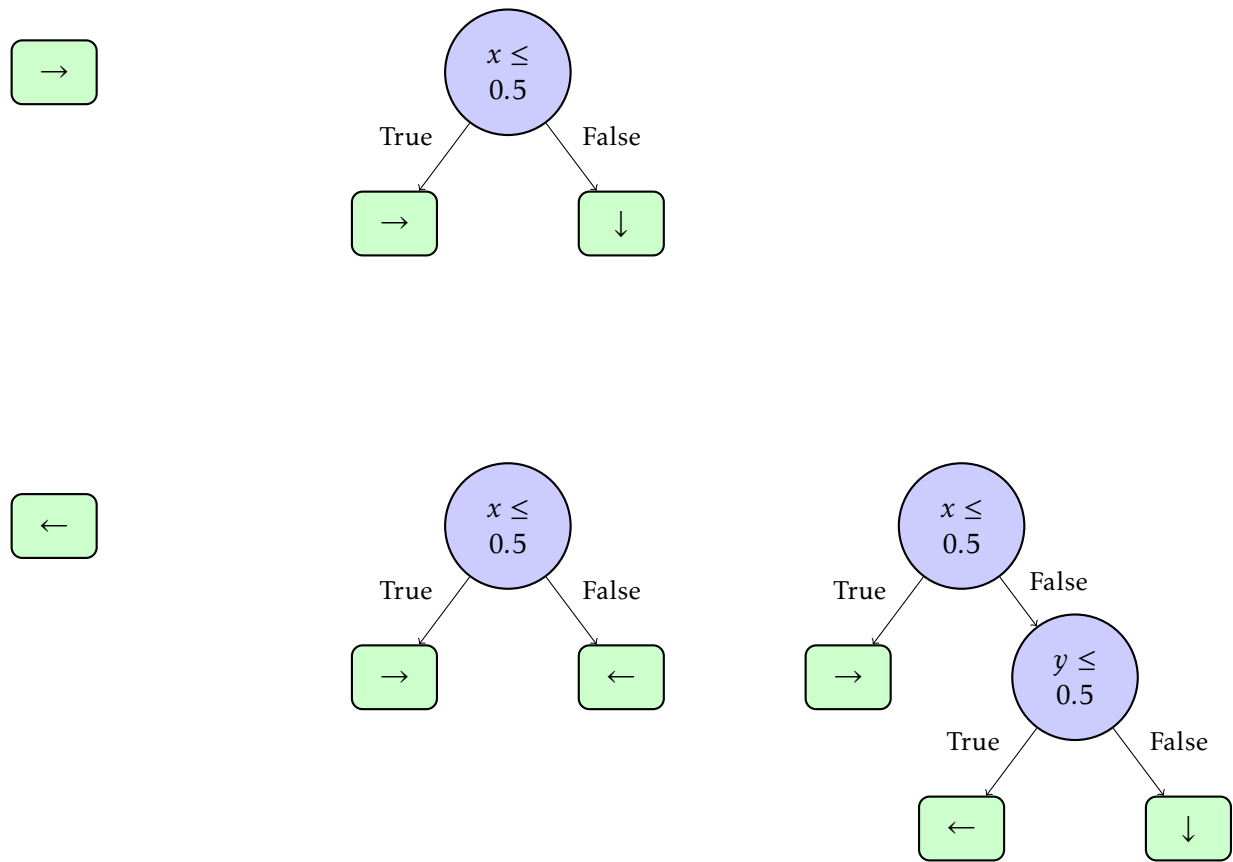 →
x ≤
0.5
True
False
→
↓
←
x ≤
0.5
True
False
→
←
x ≤
0.5
True
False
→
y ≤
0.5
True
False
←
↓